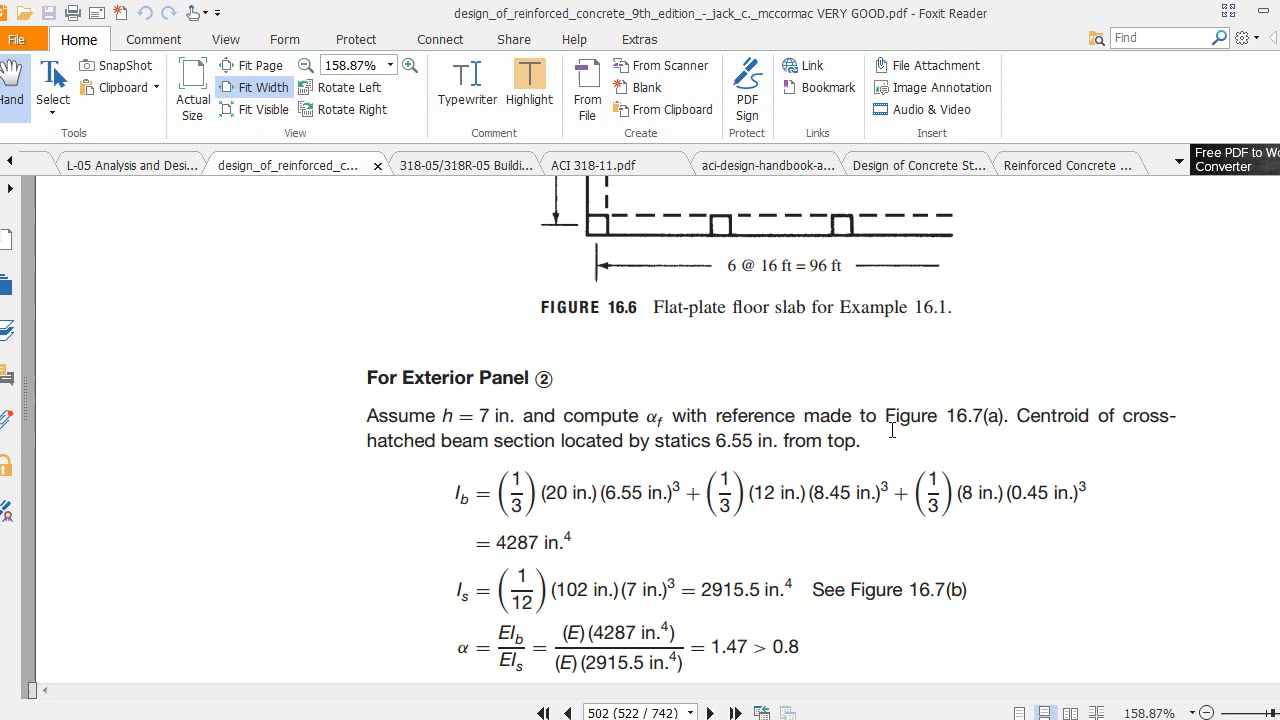 design_of_reinforced_concrete_9th_edition_-_jack_c._mccormac VERY GOOD.pdf - Foxit Reader
File Home Comment View Form Protect Connect Share Help Extras Find
Hand
Select
SnapShot
Clipboard
Tools
Actual Size
Fit Page
Fit Width
Fit Visible
158.87%
Rotate Left
Rotate Right
View
Typewriter
Highlight
Comment
From File
From Scanner
Blank
From Clipboard
Create
PDF Sign
Protect
Link
Bookmark
Links
File Attachment
Image Annotation
Audio & Video
Insert
L-05 Analysis and Desi... design_of_reinforced_c... 318-05/318R-05 Buildi... ACI 318-11.pdf aci-design-handbook-a... Design of Concrete St... Reinforced Concrete ...
Free PDF to Wo
Converter
6 @ 16 ft = 96 ft
FIGURE 16.6 Flat-plate floor slab for Example 16.1.
For Exterior Panel ②
Assume h = 7 in. and compute α_f with reference made to Figure 16.7(a). Centroid of cross-
hatched beam section located by statics 6.55 in. from top.
I_b = (1/3) (20 in.) (6.55 in.)³ + (1/3) (12 in.) (8.45 in.)³ + (1/3) (8 in.) (0.45 in.)³
= 4287 in.⁴
I_s = (1/12) (102 in.) (7 in.)³ = 2915.5 in.⁴ See Figure 16.7(b)
α = EI_b/EI_s = (E) (4287 in.⁴)/(E) (2915.5 in.⁴) = 1.47 > 0.8
502 (522 / 742) 158.87%